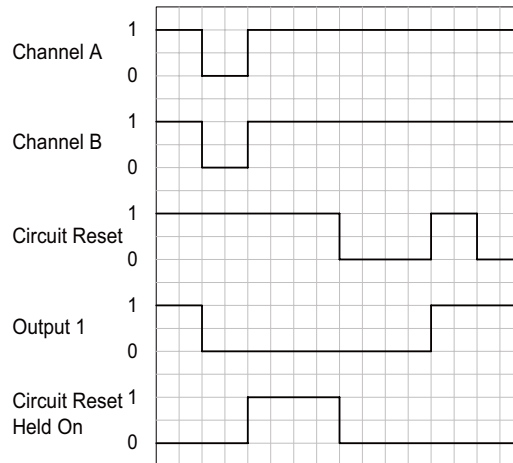 1
Channel A
0
1
Channel B
0
1
Circuit Reset
0
1
Output 1
0
Circuit Reset 1
Held On
0